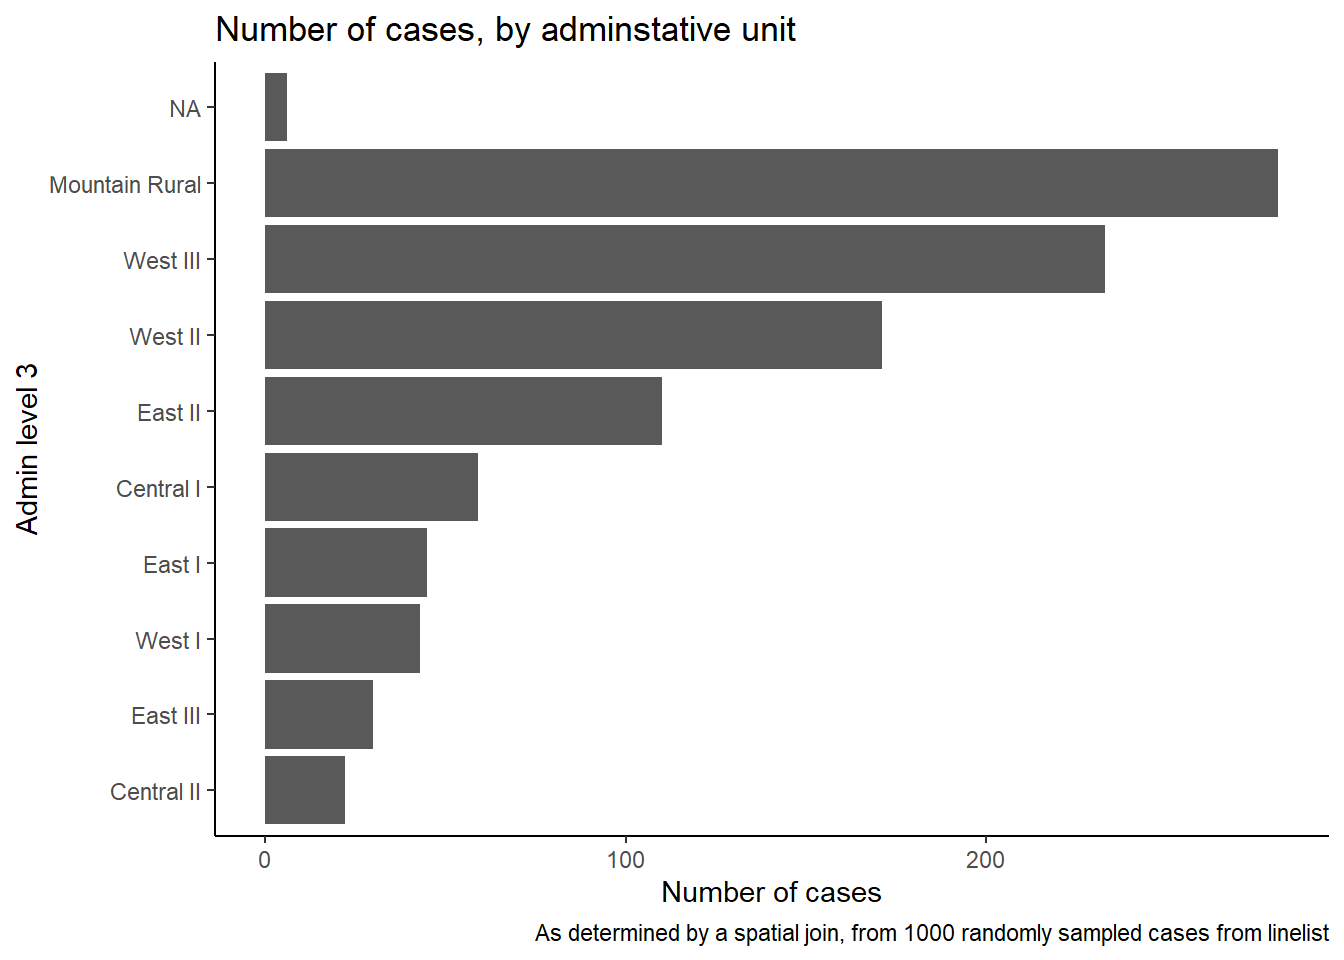 Number of cases, by adminstative unit
NA
Mountain Rural
West III
West II
East II
Central I
East I
West I
East III
Central II
Admin level 3
0 100 200
Number of cases
As determined by a spatial join, from 1000 randomly sampled cases from linelist